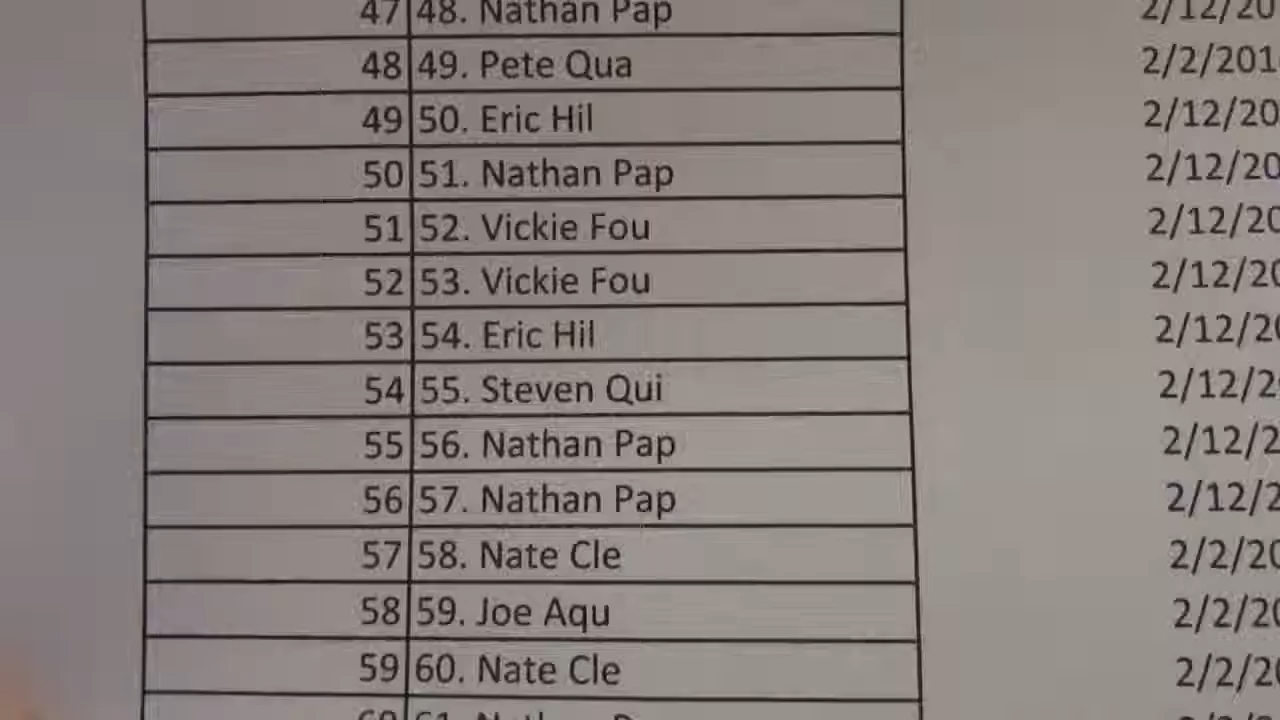 47 48. Nathan Pap 2/12/20
48 49. Pete Qua 2/2/201
49 50. Eric Hil 2/12/20
50 51. Nathan Pap 2/12/20
51 52. Vickie Fou 2/12/20
52 53. Vickie Fou 2/12/20
53 54. Eric Hil 2/12/20
54 55. Steven Qui 2/12/2
55 56. Nathan Pap 2/12/2
56 57. Nathan Pap 2/12/2
57 58. Nate Cle 2/2/20
58 59. Joe Aqu 2/2/20
59 60. Nate Cle 2/2/20